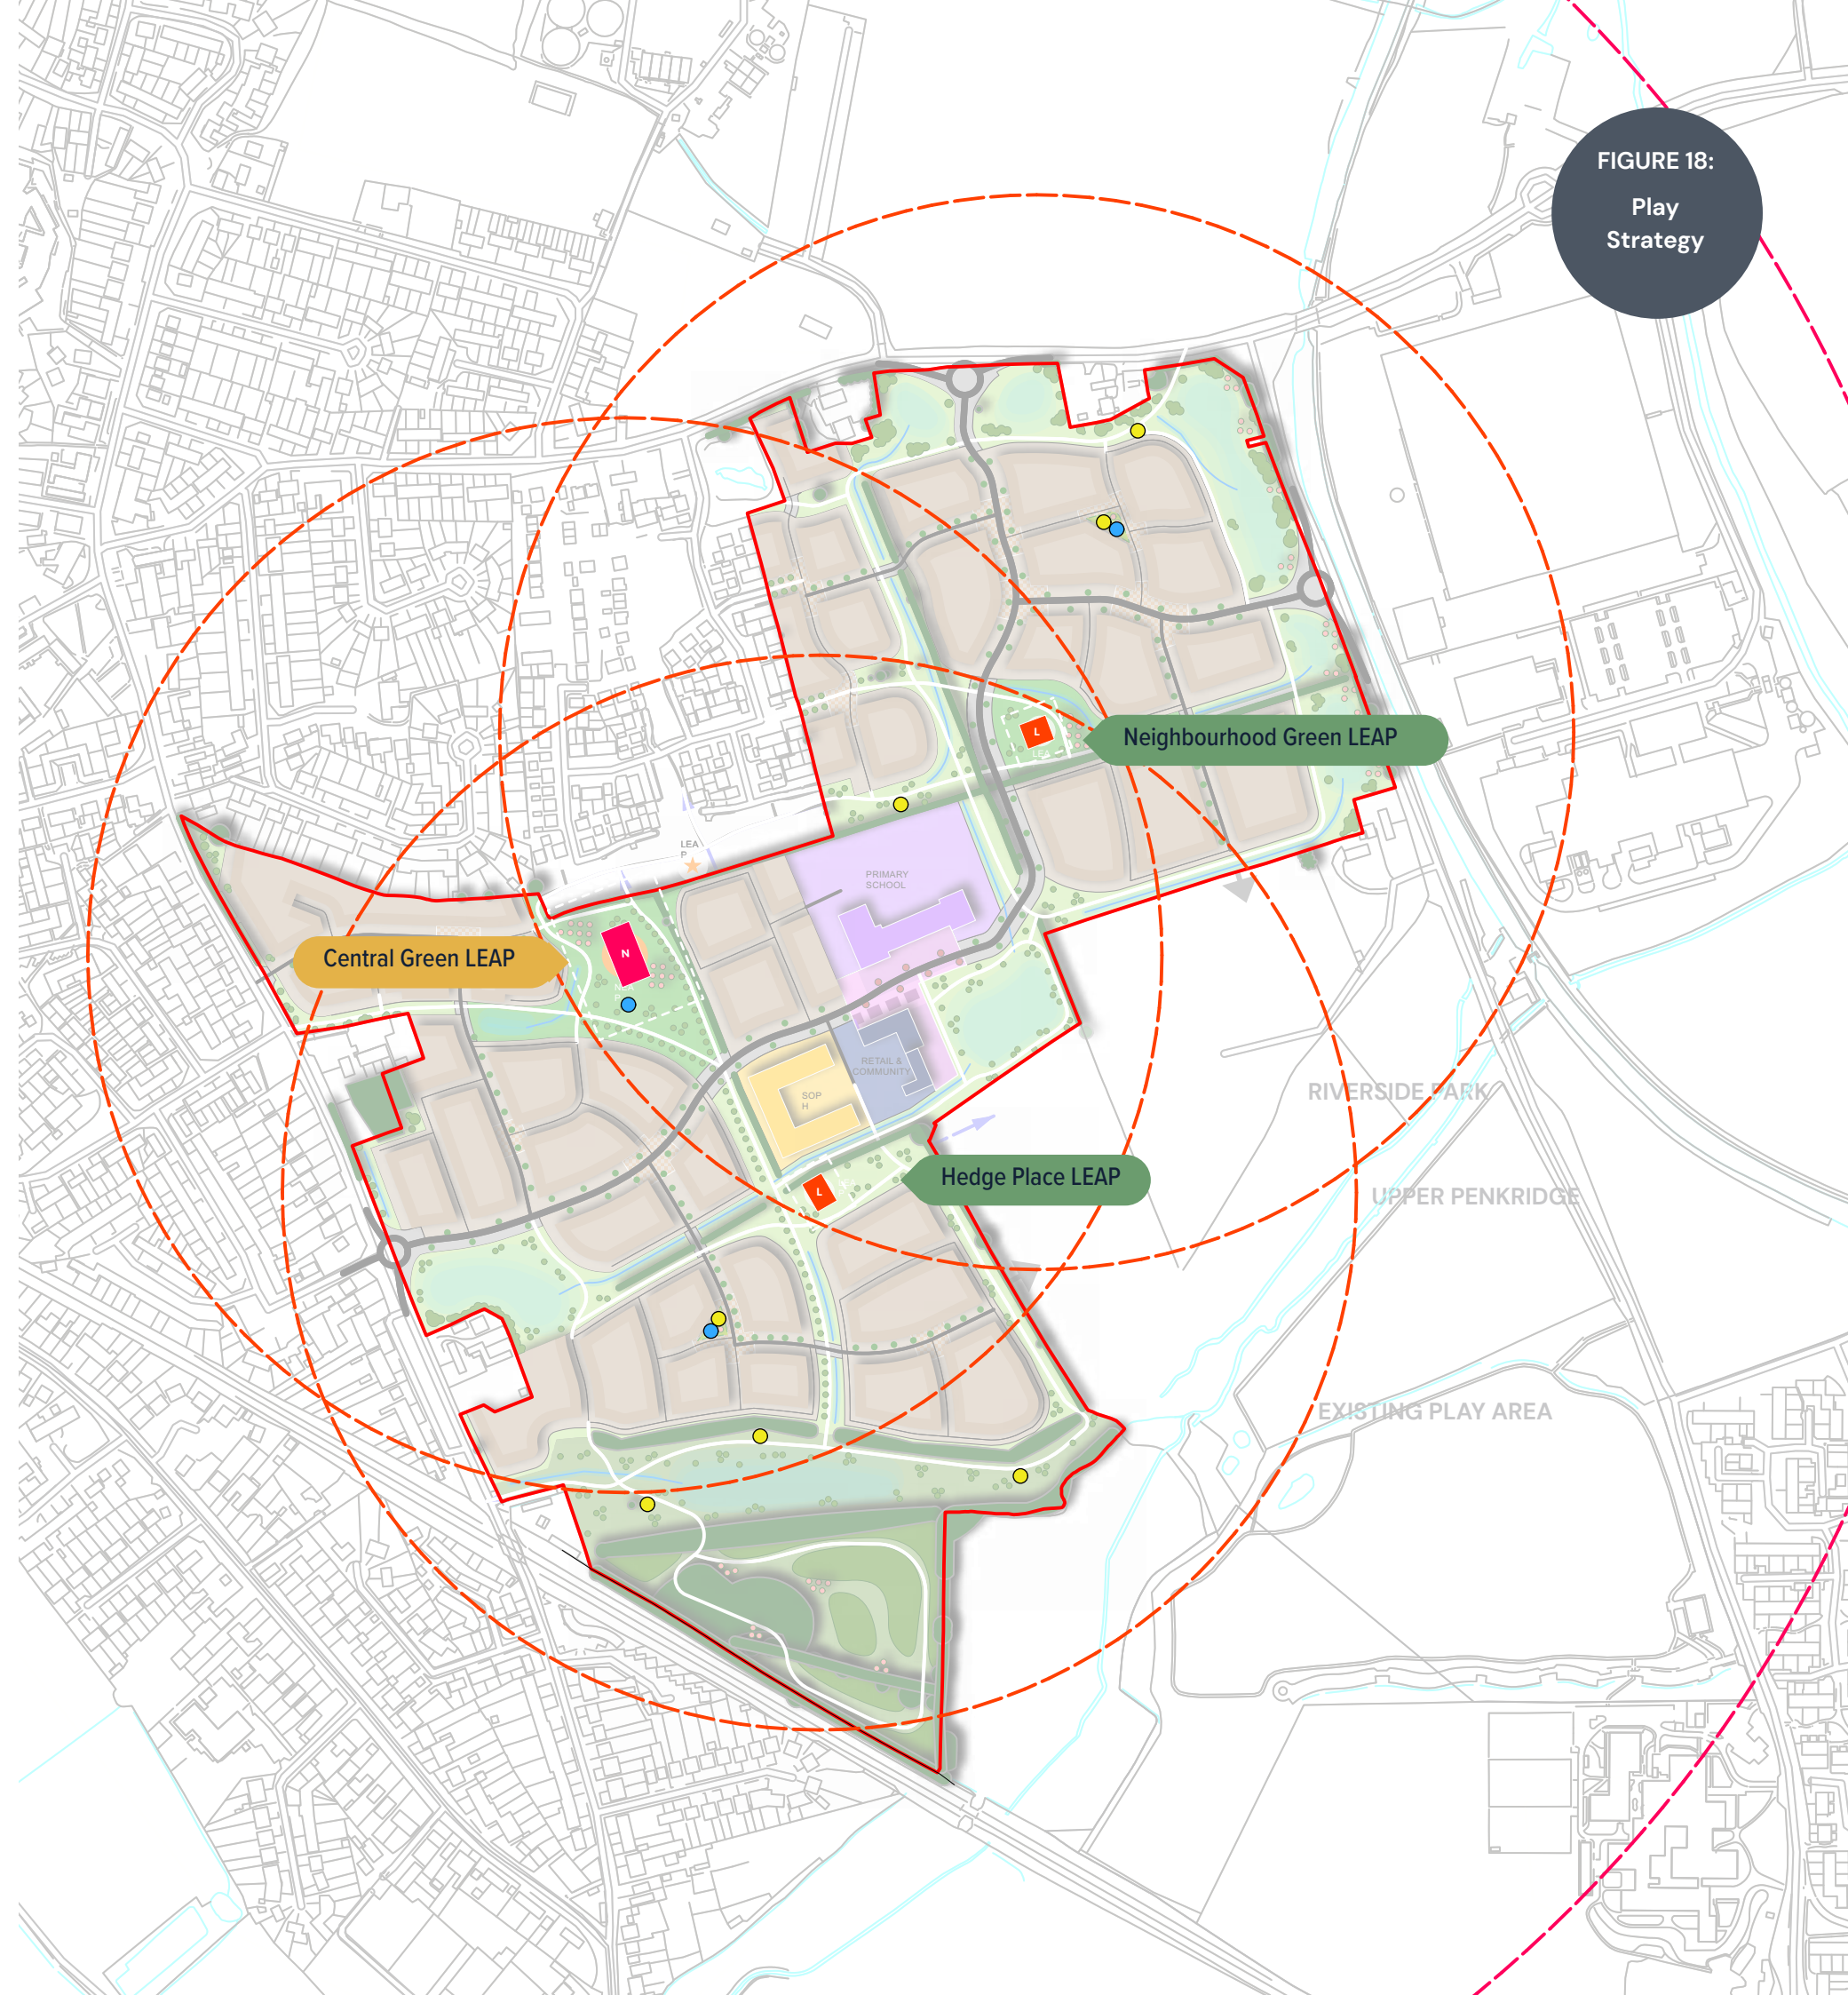 FIGURE 18:
Play
Strategy
L
Neighbourhood Green LEAP
LEA
P
PRIMARY
SCHOOL
N
Central Green LEAP
RETAIL &
COMMUNITY
SOP
H
RIVERSIDE PARK
L
Hedge Place LEAP
UPPER PENKRIDGE
EXISTING PLAY AREA